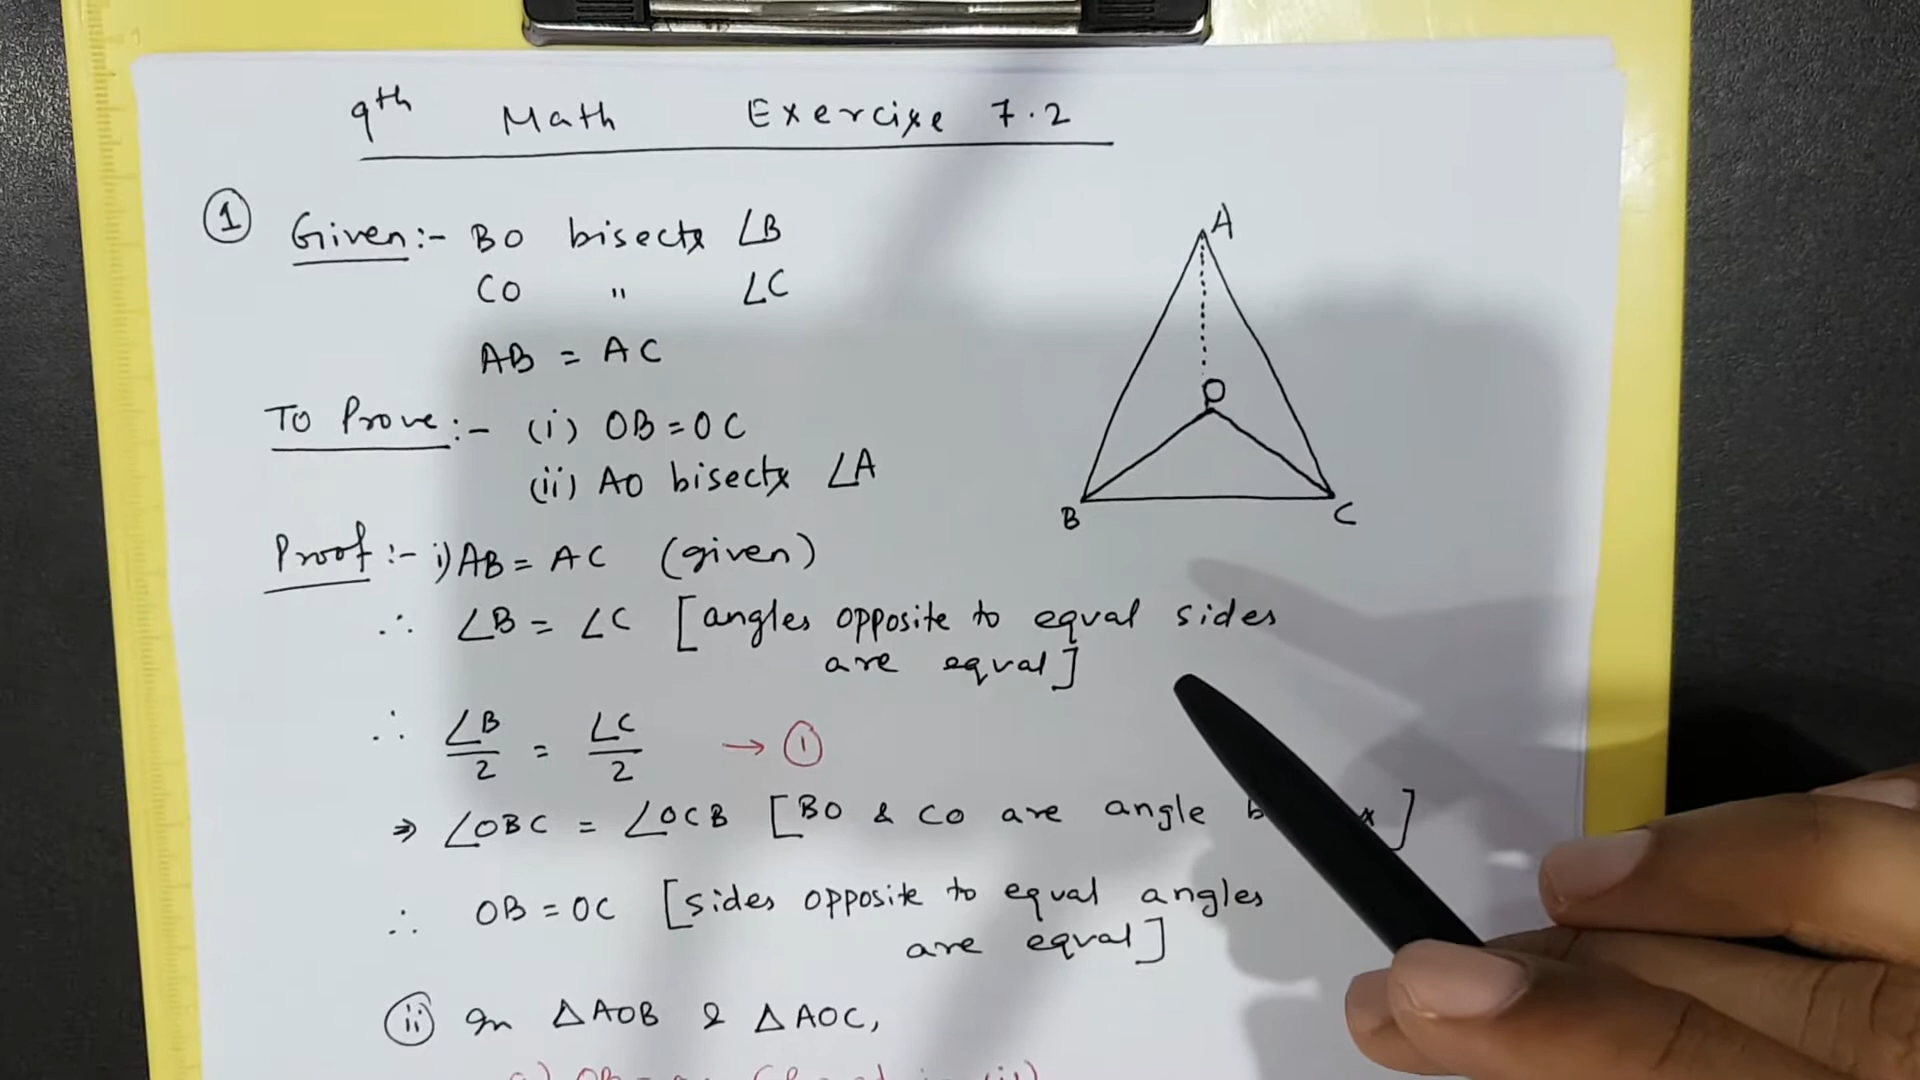 9th Math Exercise 7.2
① Given:- BO bisects ∠B
CO " ∠C
AB = AC
To Prove:- (i) OB = OC
(ii) AO bisects ∠A
A
O
B
C
Proof:- i) AB = AC (given)
∴ ∠B = ∠C [angles opposite to equal sides
are equal]
∴ ∠B/2 = ∠C/2 → ①
⇒ ∠OBC = ∠OCB [BO & CO are angle ]
∴ OB = OC [sides opposite to equal angles
are equal]
(ii) In △AOB & △AOC,